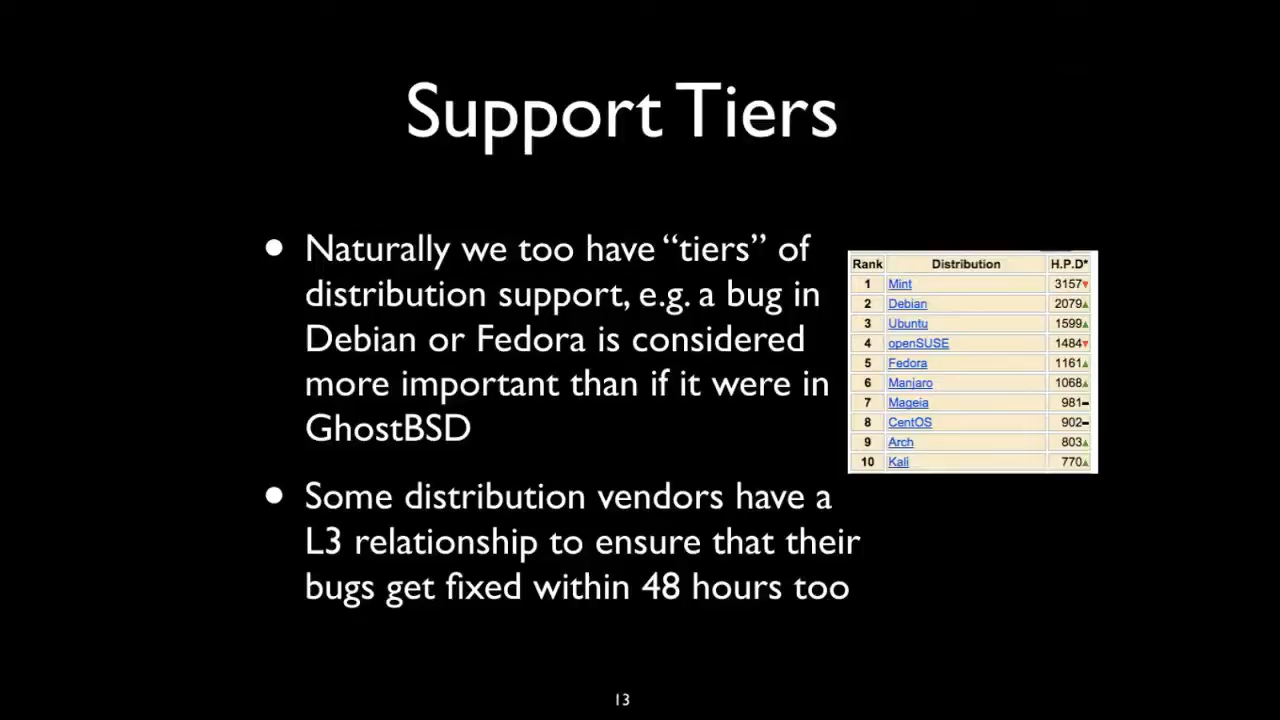 Support Tiers
• Naturally we too have “tiers” of
distribution support, e.g. a bug in
Debian or Fedora is considered
more important than if it were in
GhostBSD
• Some distribution vendors have a
L3 relationship to ensure that their
bugs get fixed within 48 hours too
Rank Distribution H.P.D*
1 Mint 3157
2 Debian 2079
3 Ubuntu 1599
4 openSUSE 1484
5 Fedora 1161
6 Manjaro 1068
7 Mageia 981
8 CentOS 902
9 Arch 803
10 Kali 770
13